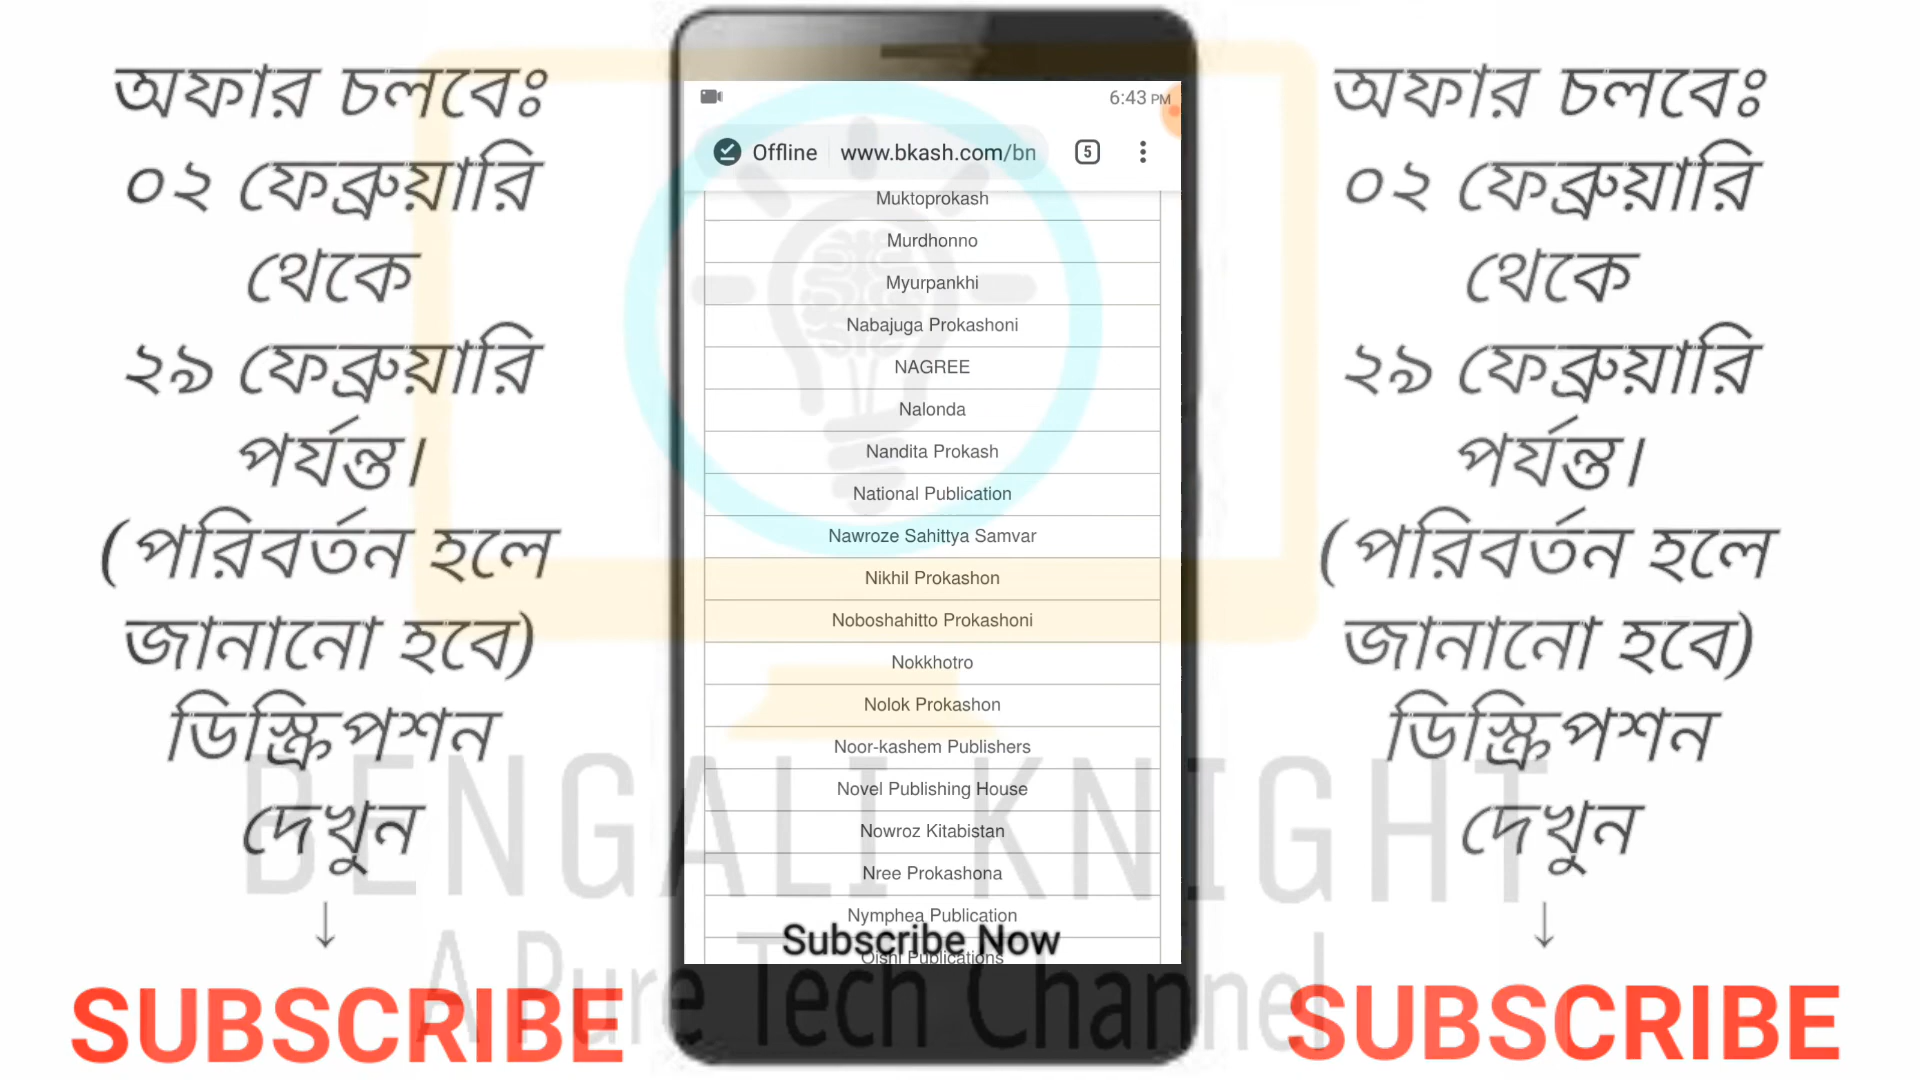 অফার চলবেঃ
০২ ফেব্রুয়ারি
থেকে
২৯ ফেব্রুয়ারি
পর্যন্ত।
(পরিবর্তন হলে
জানানো হবে)
ডিস্ক্রিপশন
দেখুন
↓
SUBSCRIBE
6:43 PM
Offline www.bkash.com/bn 5
Muktoprokash
Murdhonno
Myurpankhi
Nabajuga Prokashoni
NAGREE
Nalonda
Nandita Prokash
National Publication
Nawroze Sahittya Samvar
Nikhil Prokashon
Noboshahitto Prokashoni
Nokkhotro
Nolok Prokashon
Noor-kashem Publishers
Novel Publishing House
Nowroz Kitabistan
Nree Prokashona
Nymphea Publication
Subscribe Now
Oishi Publications
BENGALI KNIGHT
A Pure Tech Channel
অফার চলবেঃ
০২ ফেব্রুয়ারি
থেকে
২৯ ফেব্রুয়ারি
পর্যন্ত।
(পরিবর্তন হলে
জানানো হবে)
ডিস্ক্রিপশন
দেখুন
↓
SUBSCRIBE